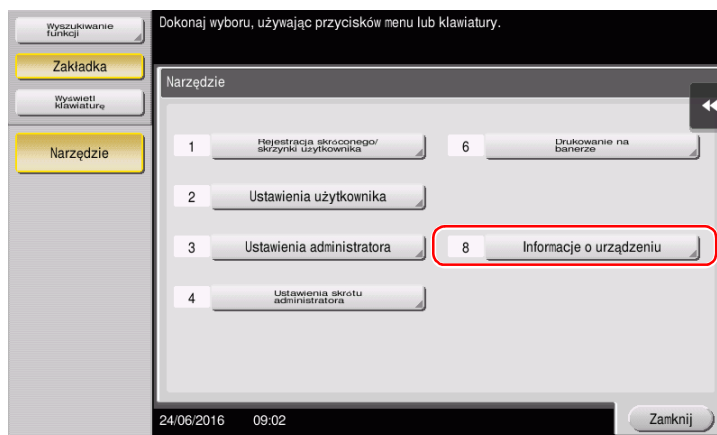 Wyszukiwanie
funkcji
Zakładka
Wyświetl
klawiaturę
Narzędzie
Dokonaj wyboru, używając przycisków menu lub klawiatury.
Narzędzie
1 Rejestracja skróconego/
skrzynki użytkownika
6 Drukowanie na
banerze
2 Ustawienia użytkownika
3 Ustawienia administratora
8 Informacje o urządzeniu
4 Ustawienia skrótu
administratora
24/06/2016 09:02
Zamknij